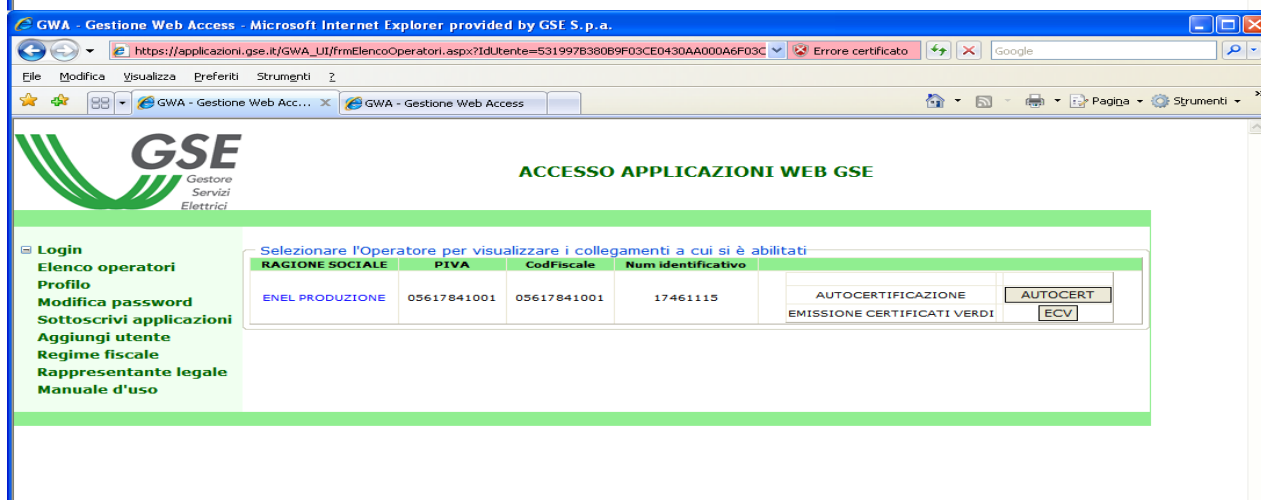 GWA - Gestione Web Access - Microsoft Internet Explorer provided by GSE S.p.a.
https://applicazioni.gse.it/GWA_UI/frmElencoOperatori.aspx?IdUtente=531997B380B9F03CE0430AA000A6F03C
Errore certificato
Google
File Modifica Visualizza Preferiti Strumenti ?
GWA - Gestione Web Acc...
GWA - Gestione Web Access
Pagina
Strumenti
GSE
Gestore
Servizi
Elettrici
ACCESSO APPLICAZIONI WEB GSE
Login
Elenco operatori
Profilo
Modifica password
Sottoscrivi applicazioni
Aggiungi utente
Regime fiscale
Rappresentante legale
Manuale d'uso
Selezionare l'Operatore per visualizzare i collegamenti a cui si è abilitati
RAGIONE SOCIALE PIVA CodFiscale Num identificativo
ENEL PRODUZIONE 05617841001 05617841001 17461115
AUTOCERTIFICAZIONE AUTOCERT
EMISSIONE CERTIFICATI VERDI ECV